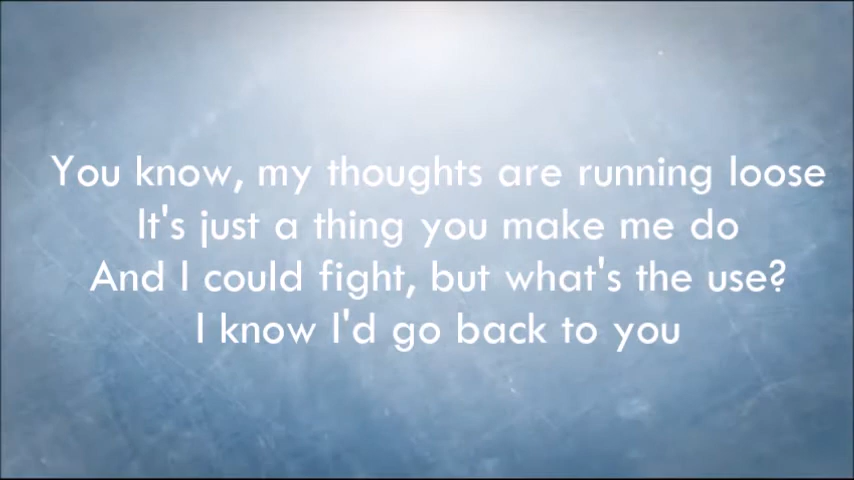 You know, my thoughts are running loose
It's just a thing you make me do
And I could fight, but what's the use?
I know I'd go back to you